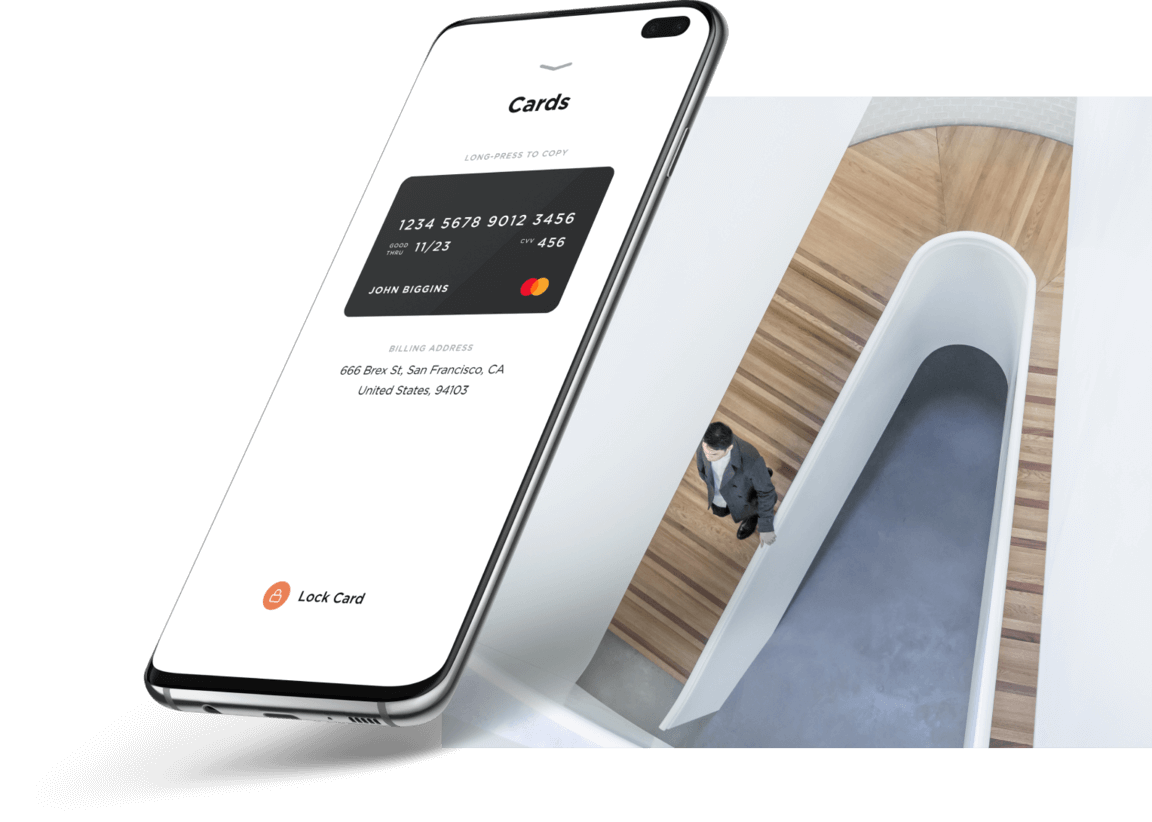 Cards
LONG-PRESS TO COPY
1234 5678 9012 3456
GOOD THRU 11/23 CVV 456
JOHN BIGGINS
BILLING ADDRESS
666 Brex St, San Francisco, CA
United States, 94103
Lock Card